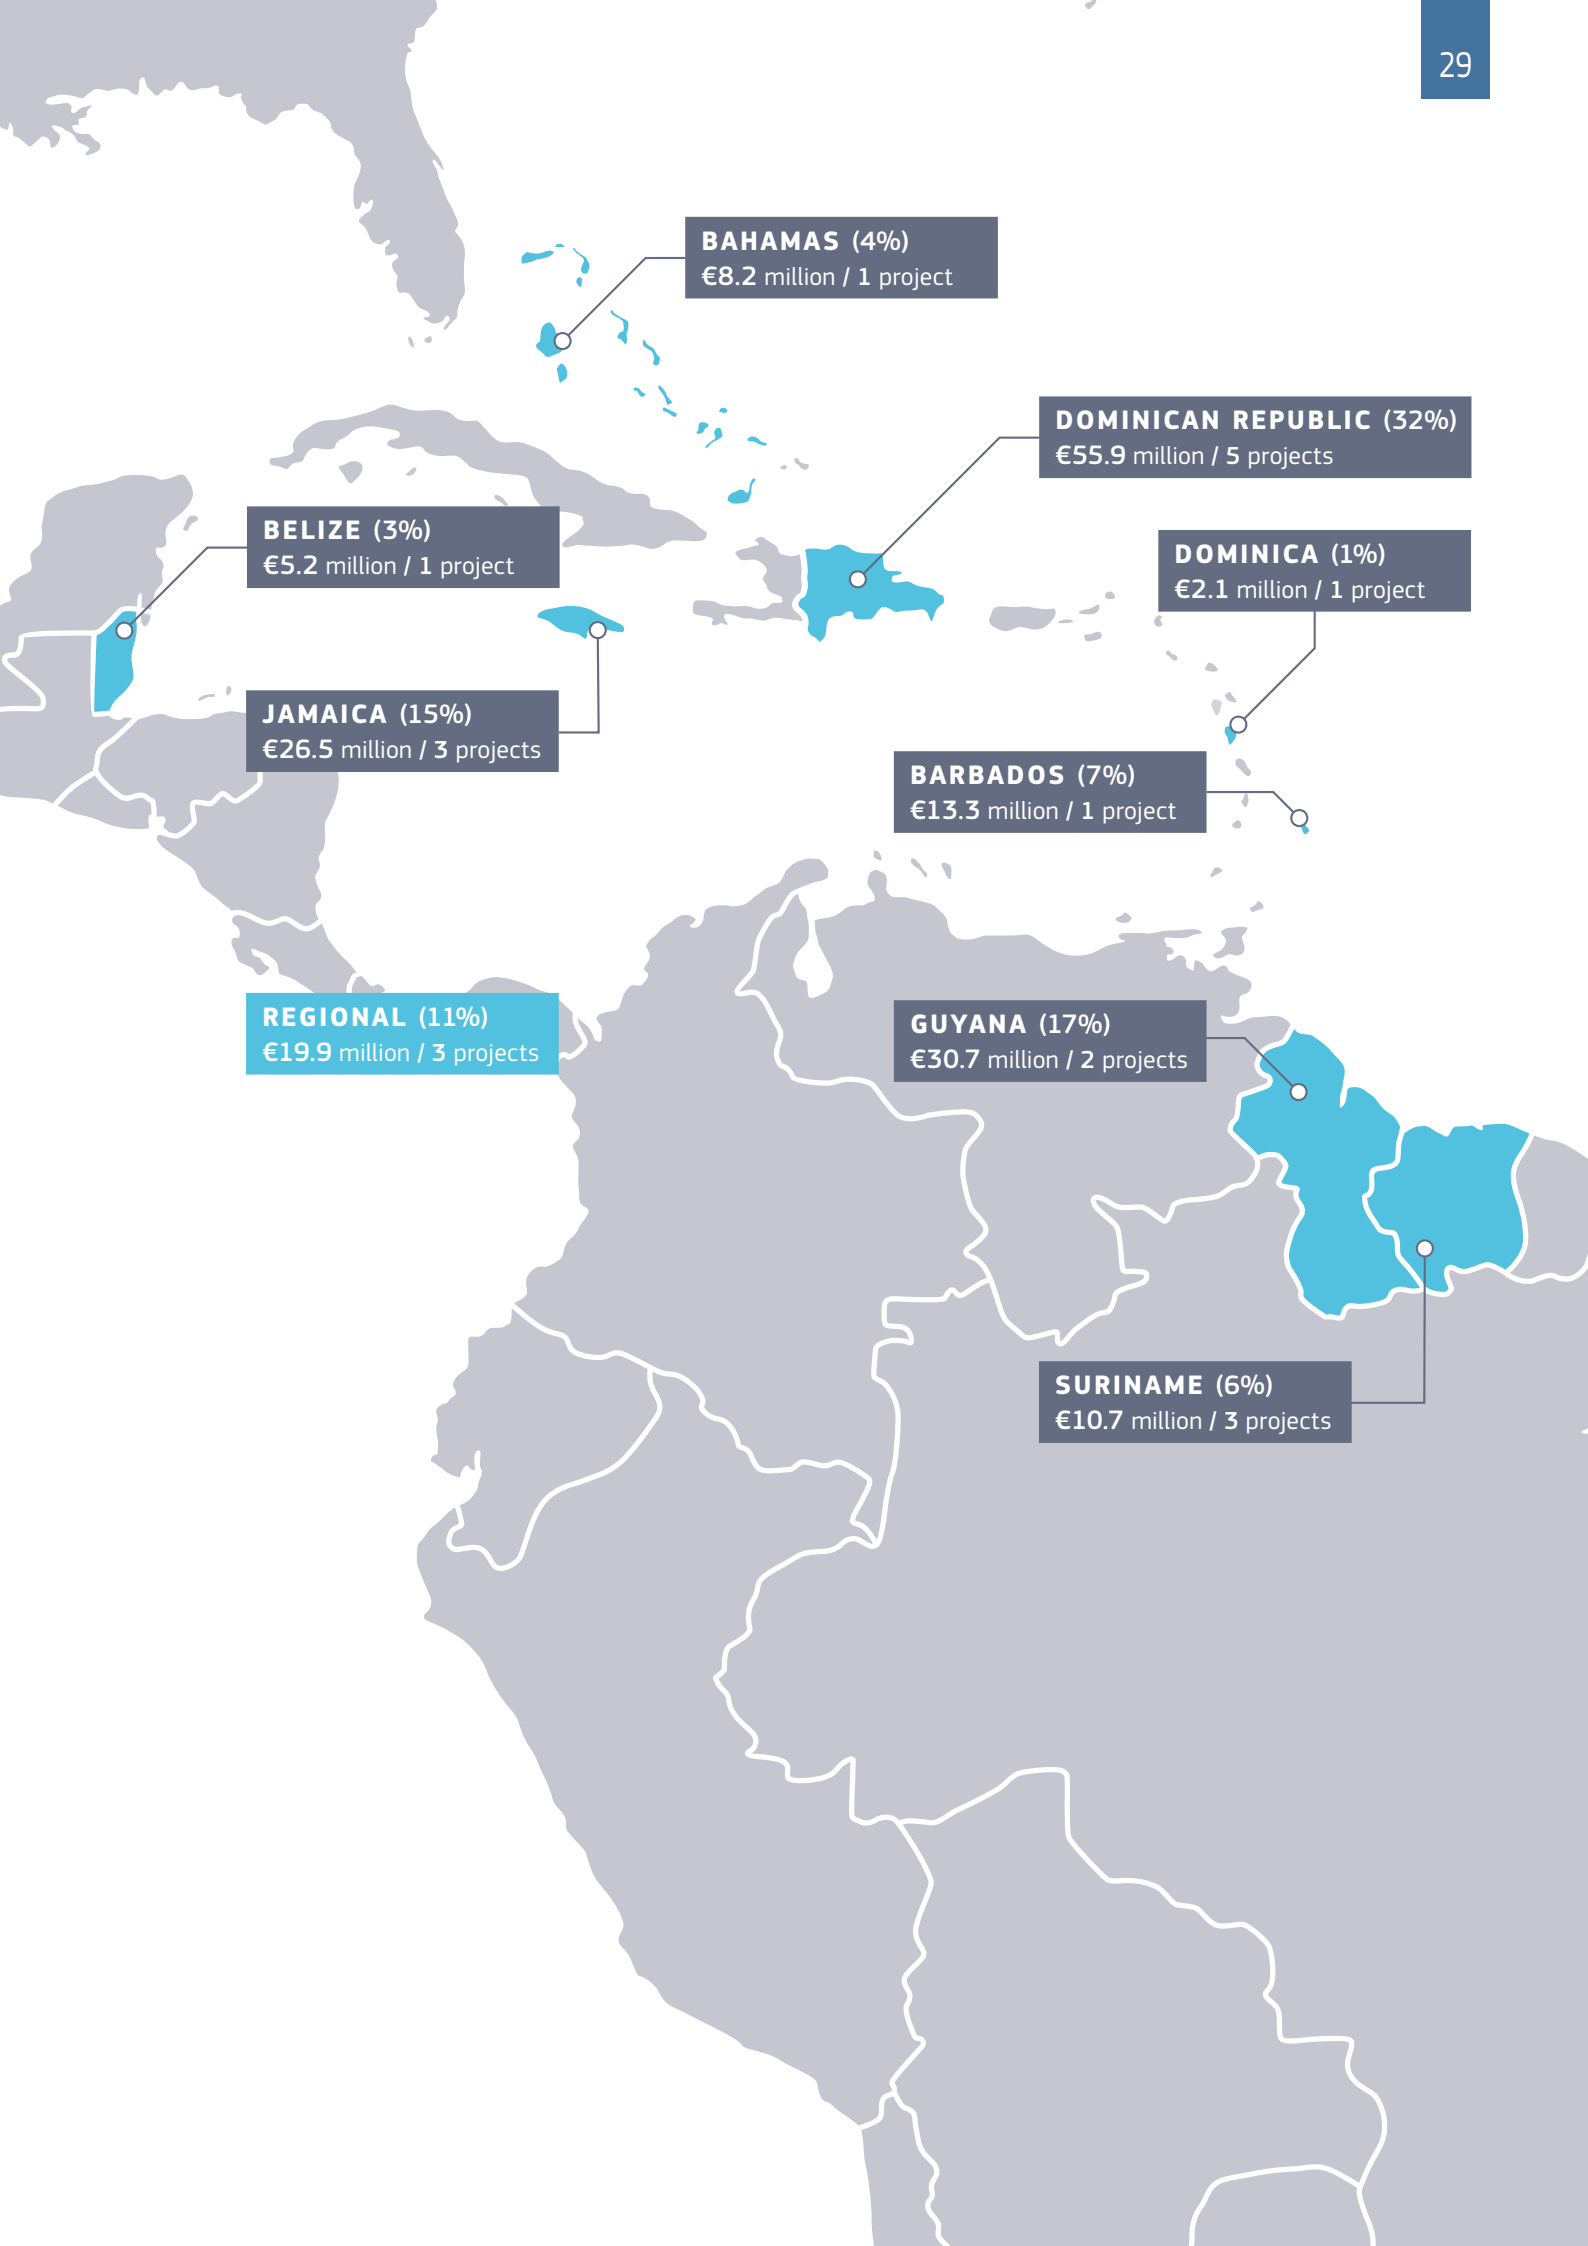 29
BAHAMAS (4%)
€8.2 million / 1 project
DOMINICAN REPUBLIC (32%)
€55.9 million / 5 projects
BELIZE (3%)
€5.2 million / 1 project
DOMINICA (1%)
€2.1 million / 1 project
JAMAICA (15%)
€26.5 million / 3 projects
BARBADOS (7%)
€13.3 million / 1 project
REGIONAL (11%)
€19.9 million / 3 projects
GUYANA (17%)
€30.7 million / 2 projects
SURINAME (6%)
€10.7 million / 3 projects